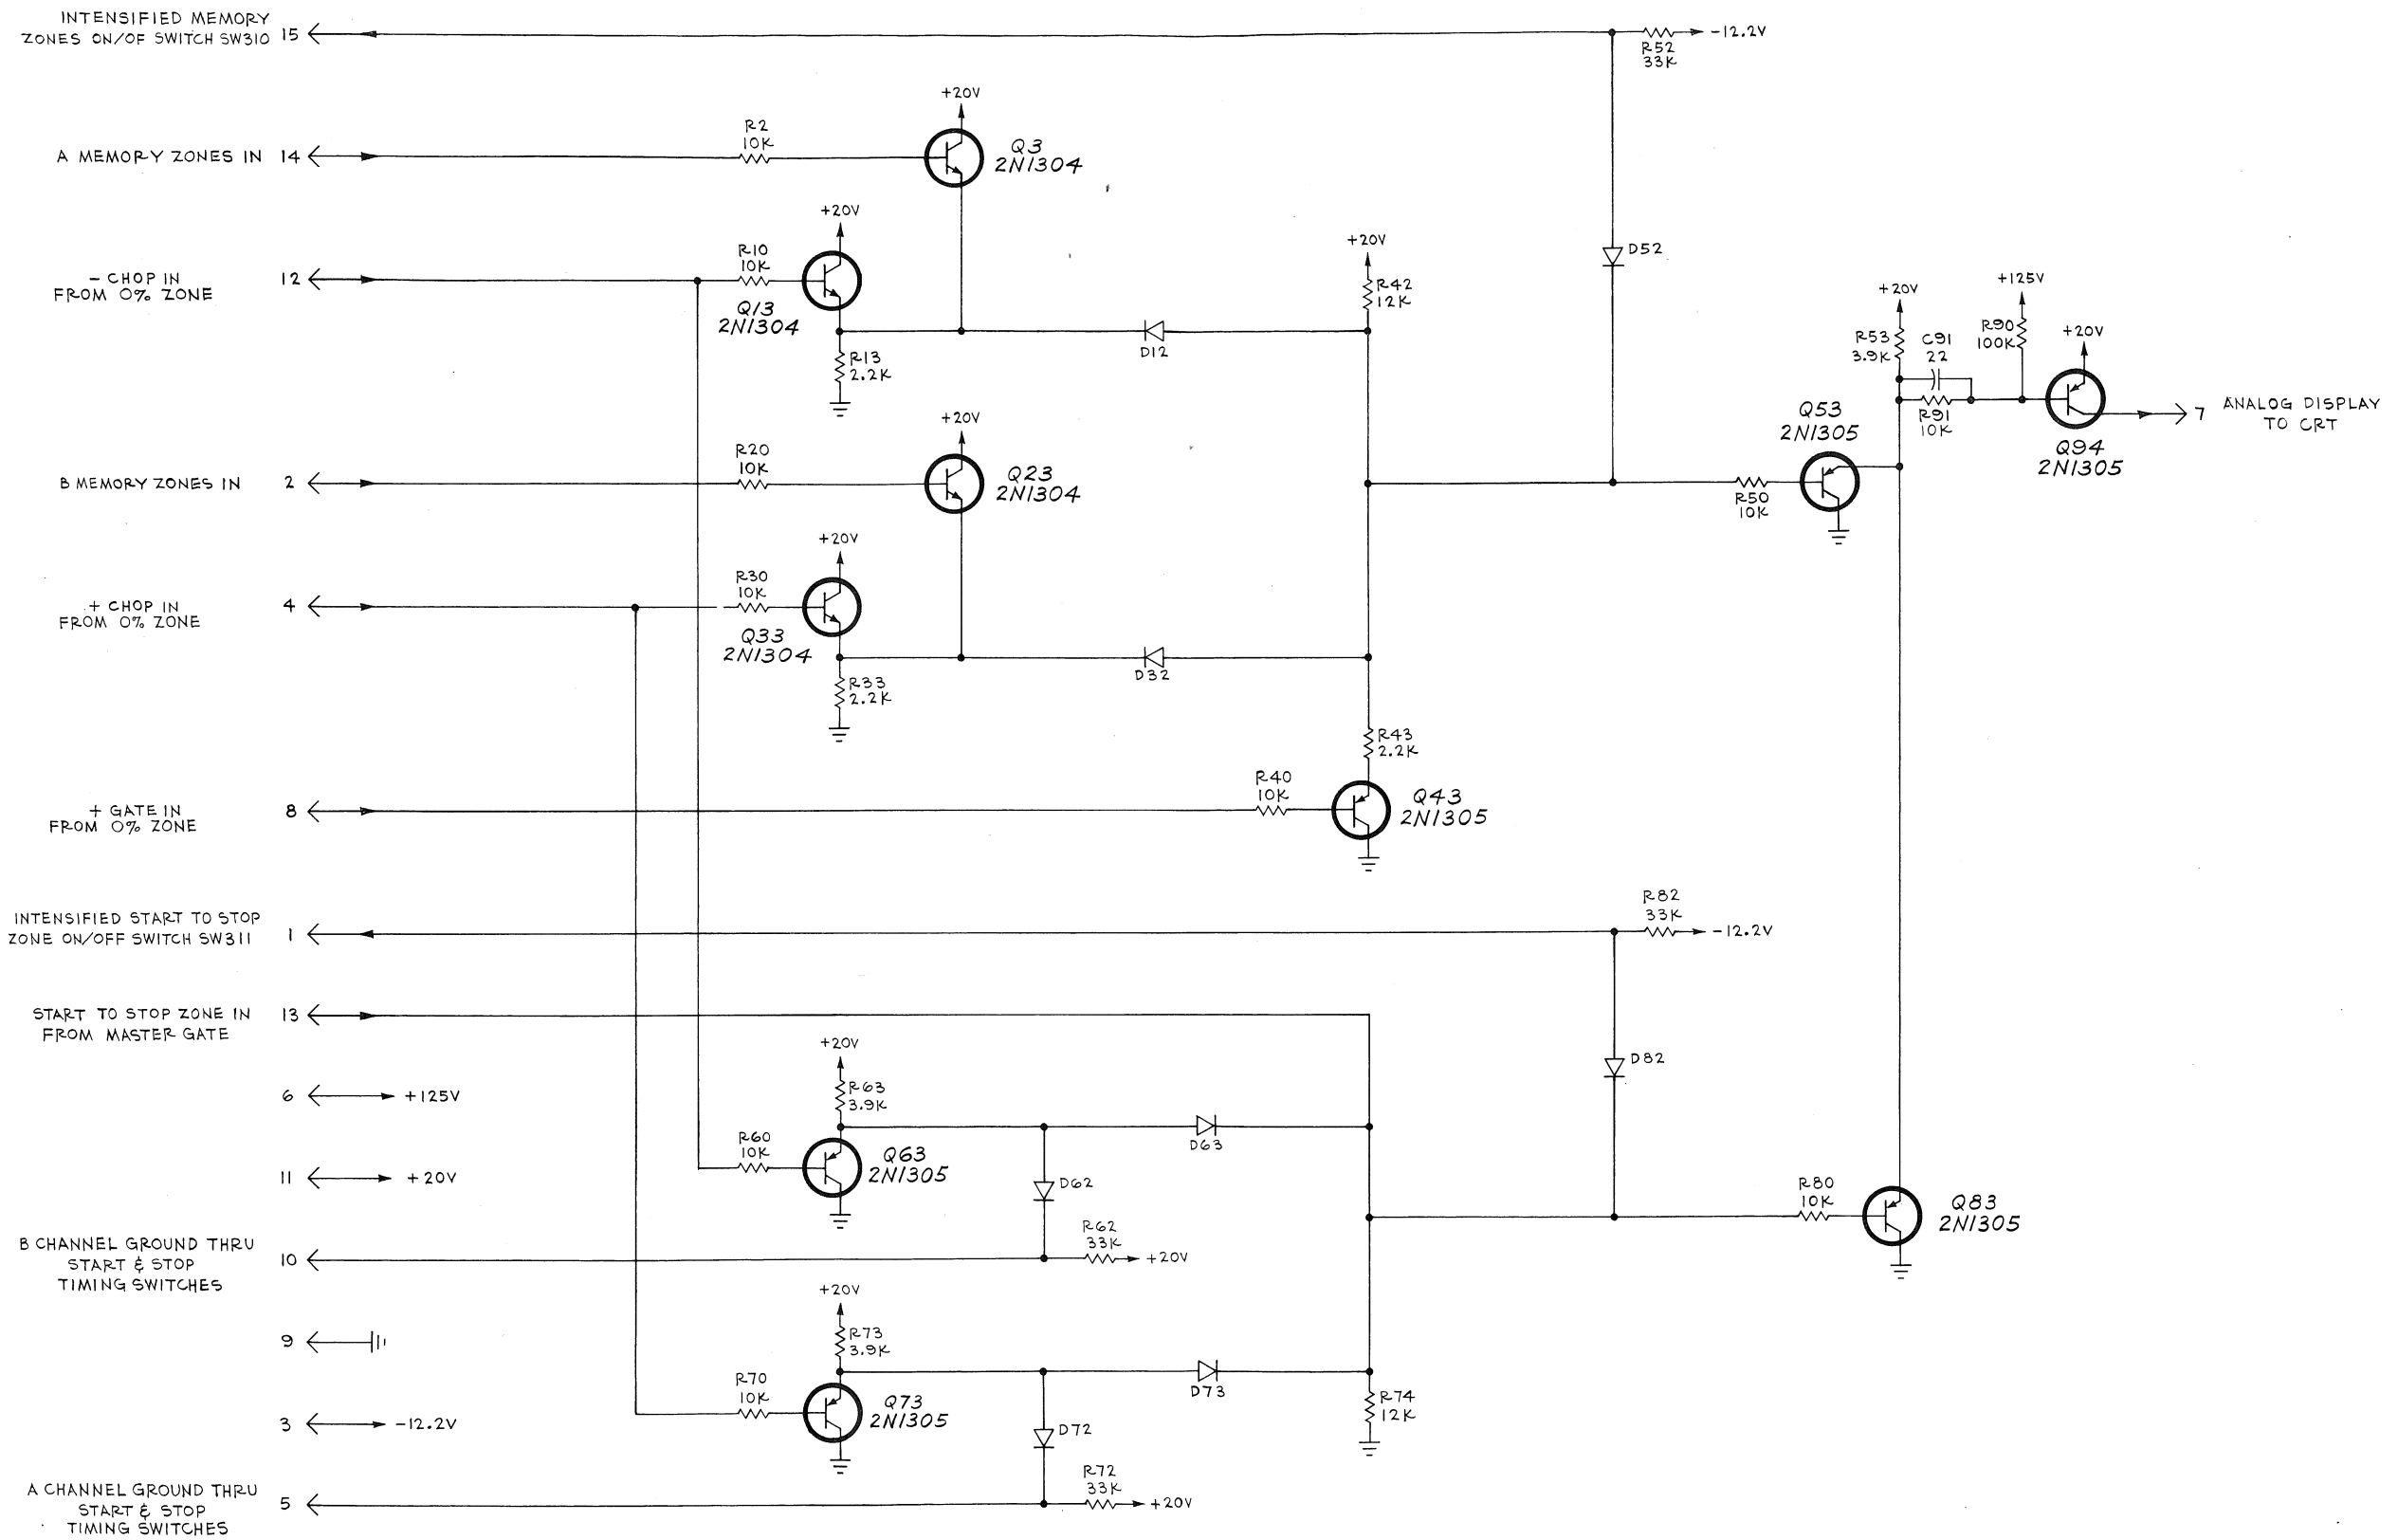 INTENSIFIED MEMORY
ZONES ON/OF SWITCH SW310 15
R52
33K
-12.2V
A MEMORY ZONES IN 14
R2
10K
+20V
Q3
2N1304
- CHOP IN
FROM 0% ZONE
12
R10
10K
+20V
Q13
2N1304
R13
2.2K
D12
+20V
R42
12K
D52
B MEMORY ZONES IN 2
R20
10K
+20V
Q23
2N1304
+ CHOP IN
FROM 0% ZONE
4
R30
10K
+20V
Q33
2N1304
R33
2.2K
D32
R43
2.2K
R50
10K
Q53
2N1305
+20V
R53
3.9K
C91
22
R91
10K
+125V
R90
100K
+20V
Q94
2N1305
7
ANALOG DISPLAY
TO CRT
+ GATE IN
FROM 0% ZONE
8
R40
10K
Q43
2N1305
INTENSIFIED START TO STOP
ZONE ON/OFF SWITCH SW311 1
R82
33K
-12.2V
D82
START TO STOP ZONE IN
FROM MASTER GATE
13
6 +125V
11 +20V
+20V
R63
3.9K
R60
10K
Q63
2N1305
D63
D62
R62
33K
+20V
R80
10K
Q83
2N1305
B CHANNEL GROUND THRU
START & STOP
TIMING SWITCHES
10
9
3 -12.2V
+20V
R73
3.9K
R70
10K
Q73
2N1305
D73
D72
R74
12K
R72
33K
+20V
A CHANNEL GROUND THRU
START & STOP
TIMING SWITCHES
5